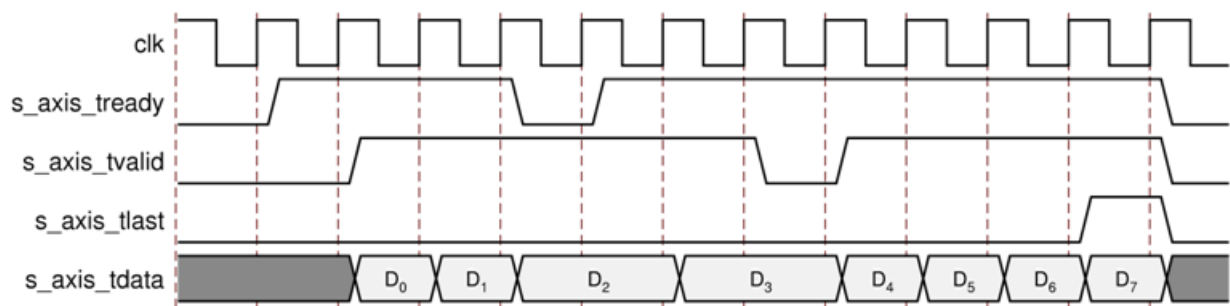 clk
s_axis_tready
s_axis_tvalid
s_axis_tlast
s_axis_tdata D₀ D₁ D₂ D₃ D₄ D₅ D₆ D₇